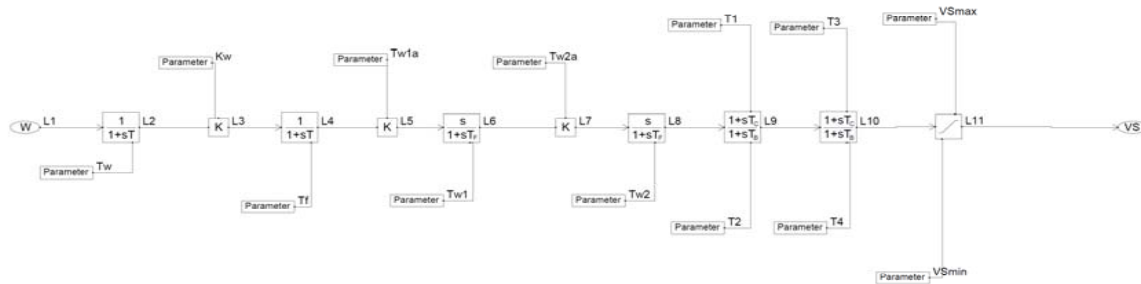 T1
T3
VSmax
Parameter
Parameter
Parameter
Kw
Tw1a
Tw2a
Parameter
Parameter
Parameter
W
L1
1
1+sT
L2
K
L3
1
1+sT
L4
K
L5
s
1+sTF
L6
K
L7
s
1+sTF
L8
1+sTC
1+sTB
L9
1+sTC
1+sTB
L10
L11
VS
Parameter
Tw
Parameter
Tf
Parameter
Tw1
Parameter
Tw2
Parameter
T2
Parameter
T4
Parameter
VSmin